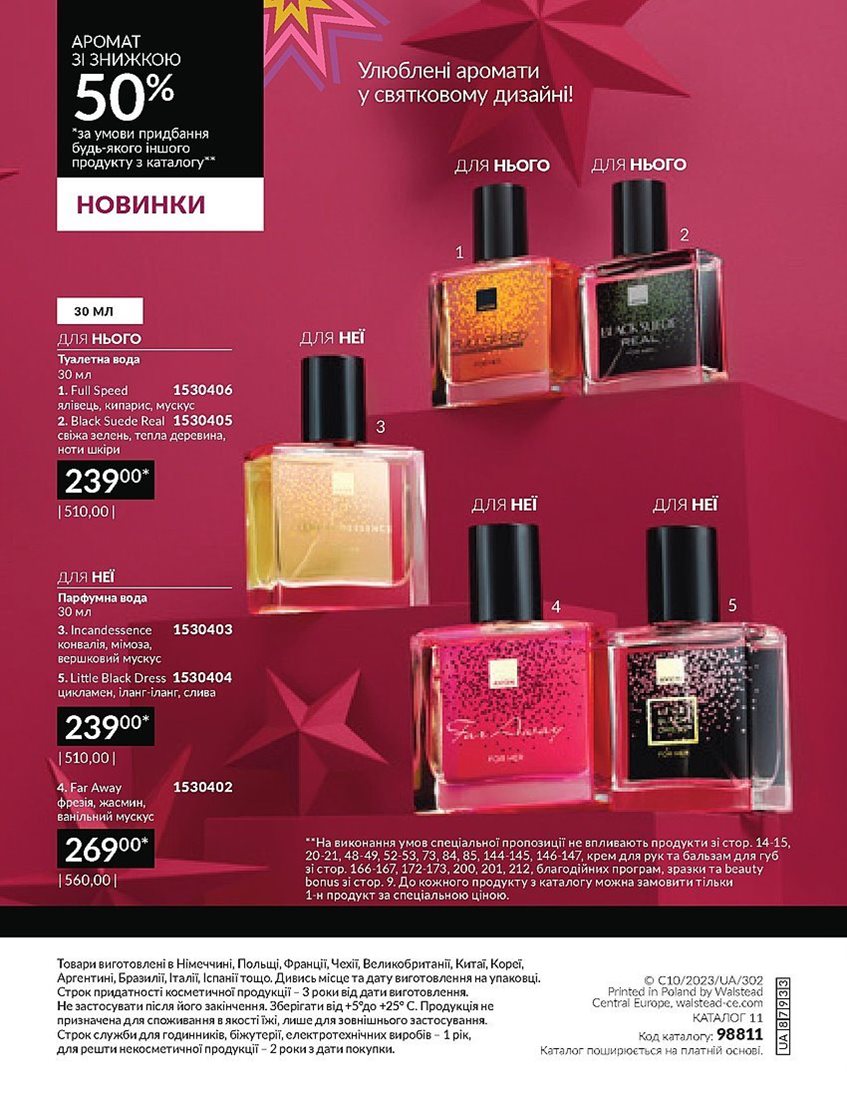 АРОМАТ
ЗІ ЗНИЖКОЮ
50%
*за умови придбання
будь-якого іншого
продукту з каталогу**
НОВИНКИ
Улюблені аромати
у святковому дизайні!
ДЛЯ НЬОГО
ДЛЯ НЬОГО
1
2
BLACK SUEDE
REAL
30 МЛ
ДЛЯ НЬОГО
Туалетна вода
30 мл
1. Full Speed 1530406
ялівець, кипарис, мускус
2. Black Suede Real 1530405
свіжа зелень, тепла деревина,
ноти шкіри
23900*
|510,00|
ДЛЯ НЕЇ
3
ДЛЯ НЕЇ
ДЛЯ НЕЇ
4
5
Far Away
FOR HER
FOR HER
ДЛЯ НЕЇ
Парфумна вода
30 мл
3. Incandessence 1530403
конвалія, мімоза,
вершковий мускус
5. Little Black Dress 1530404
цикламен, іланг-іланг, слива
23900*
|510,00|
4. Far Away 1530402
фрезія, жасмин,
ванільний мускус
26900*
|560,00|
**На виконання умов спеціальної пропозиції не впливають продукти зі стор. 14-15,
20-21, 48-49, 52-53, 73, 84, 85, 144-145, 146-147, крем для рук та бальзам для губ
зі стор. 166-167, 172-173, 200, 201, 212, благодійних програм, зразки та beauty
bonus зі стор. 9. До кожного продукту з каталогу можна замовити тільки
1-н продукт за спеціальною ціною.
Товари виготовлені в Німеччині, Польщі, Франції, Чехії, Великобританії, Китаї, Кореї,
Аргентині, Бразилії, Італії, Іспанії тощо. Дивись місце та дату виготовлення на упаковці.
Строк придатності косметичної продукції – 3 роки від дати виготовлення.
Не застосувати після його закінчення. Зберігати від +5°до +25° С. Продукція не
призначена для споживання в якості їжі, лише для зовнішнього застосування.
Строк служби для годинників, біжутерії, електротехнічних виробів – 1 рік,
для решти некосметичної продукції – 2 роки з дати покупки.
© C10/2023/UA/302
Printed in Poland by Walstead
Central Europe, walstead-ce.com
КАТАЛОГ 11
Код каталогу: 98811
Каталог поширюється на платній основі.
UA 87933